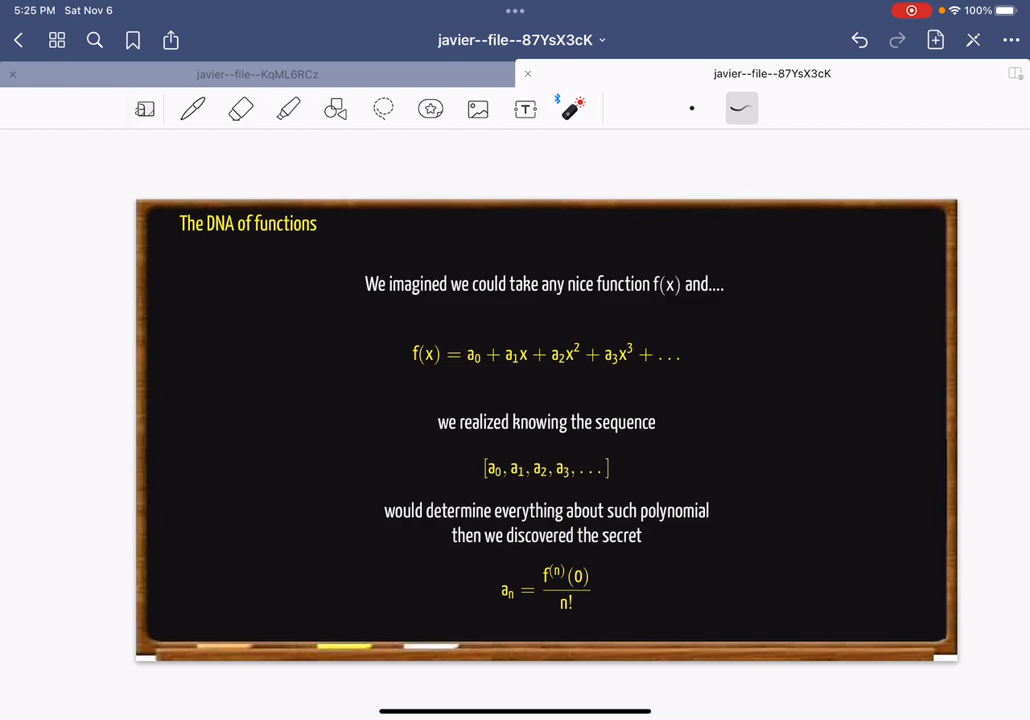 5:25 PM Sat Nov 6
100%
javier--file--87YsX3cK
javier--file--KqML6RCz
javier--file--87YsX3cK
The DNA of functions
We imagined we could take any nice function f(x) and....
f(x) = a₀ + a₁x + a₂x² + a₃x³ + ...
we realized knowing the sequence
[a₀, a₁, a₂, a₃, ...]
would determine everything about such polynomial
then we discovered the secret
aₙ = f⁽ⁿ⁾(0) / n!